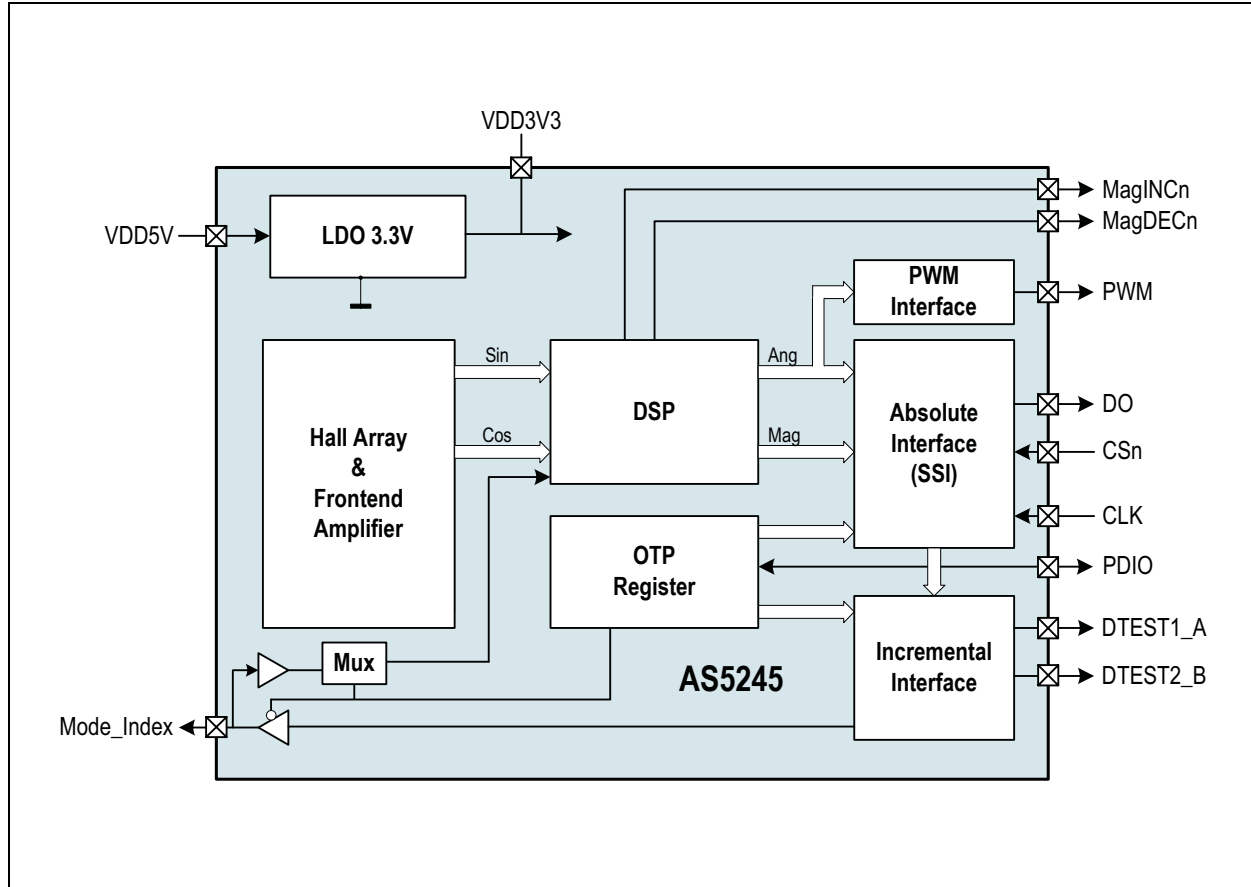 VDD3V3
VDD5V
LDO 3.3V
MagINCn
MagDECn
PWM
Interface
PWM
Hall Array
&
Frontend
Amplifier
Sin
Cos
DSP
Ang
Mag
Absolute
Interface
(SSI)
DO
CSn
CLK
OTP
Register
PDIO
Incremental
Interface
DTEST1_A
DTEST2_B
Mux
AS5245
Mode_Index